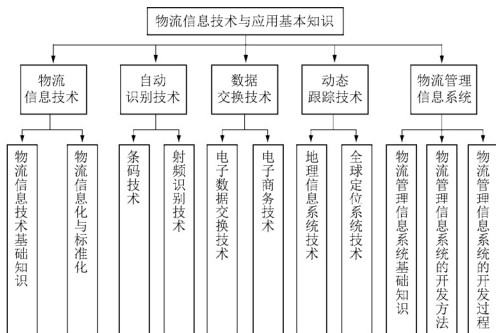 物流信息技术与应用基本知识
物流
信息技术
自动
识别技术
数据
交换技术
动态
跟踪技术
物流管理
信息系统
物流信息技术基础知识
物流信息化与标准化
条码技术
射频识别技术
电子数据交换技术
电子商务技术
地理信息系统技术
全球定位系统技术
物流管理信息系统基础知识
物流管理信息系统的开发方法
物流管理信息系统的开发过程